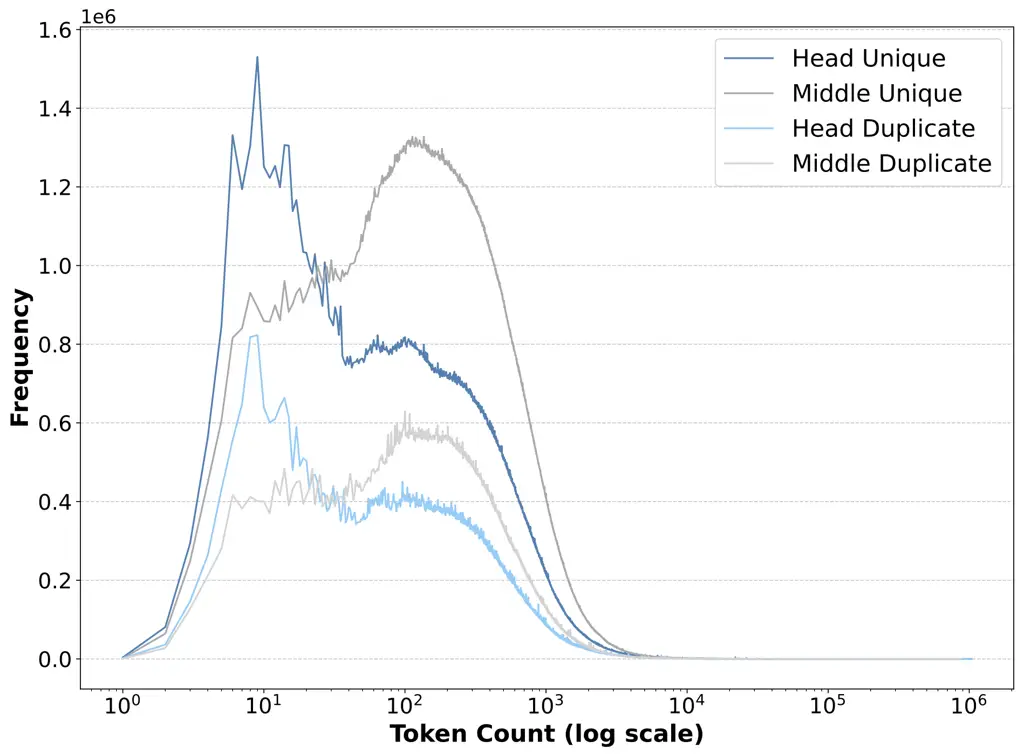 1e6
1.6
1.4
1.2
1.0
0.8
0.6
0.4
0.2
0.0
Frequency
Head Unique
Middle Unique
Head Duplicate
Middle Duplicate
10⁰ 10¹ 10² 10³ 10⁴ 10⁵ 10⁶
Token Count (log scale)